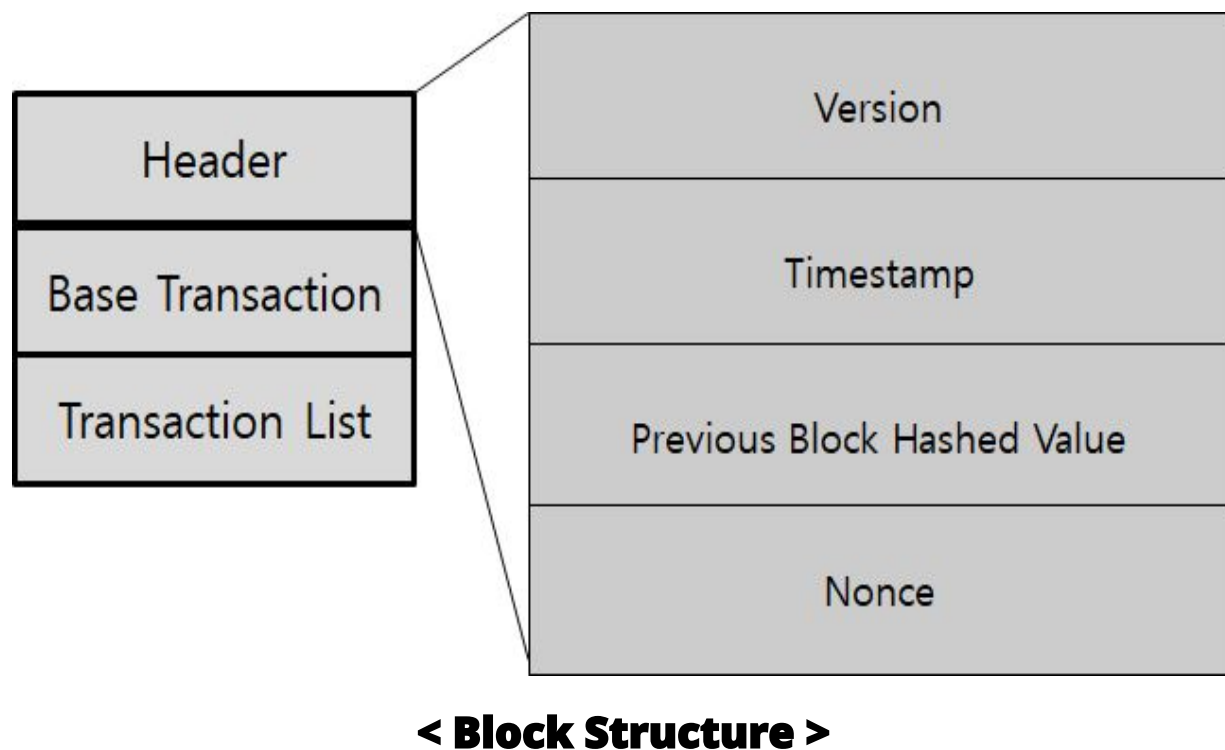 Header
Base Transaction
Transaction List
Version
Timestamp
Previous Block Hashed Value
Nonce
< Block Structure >